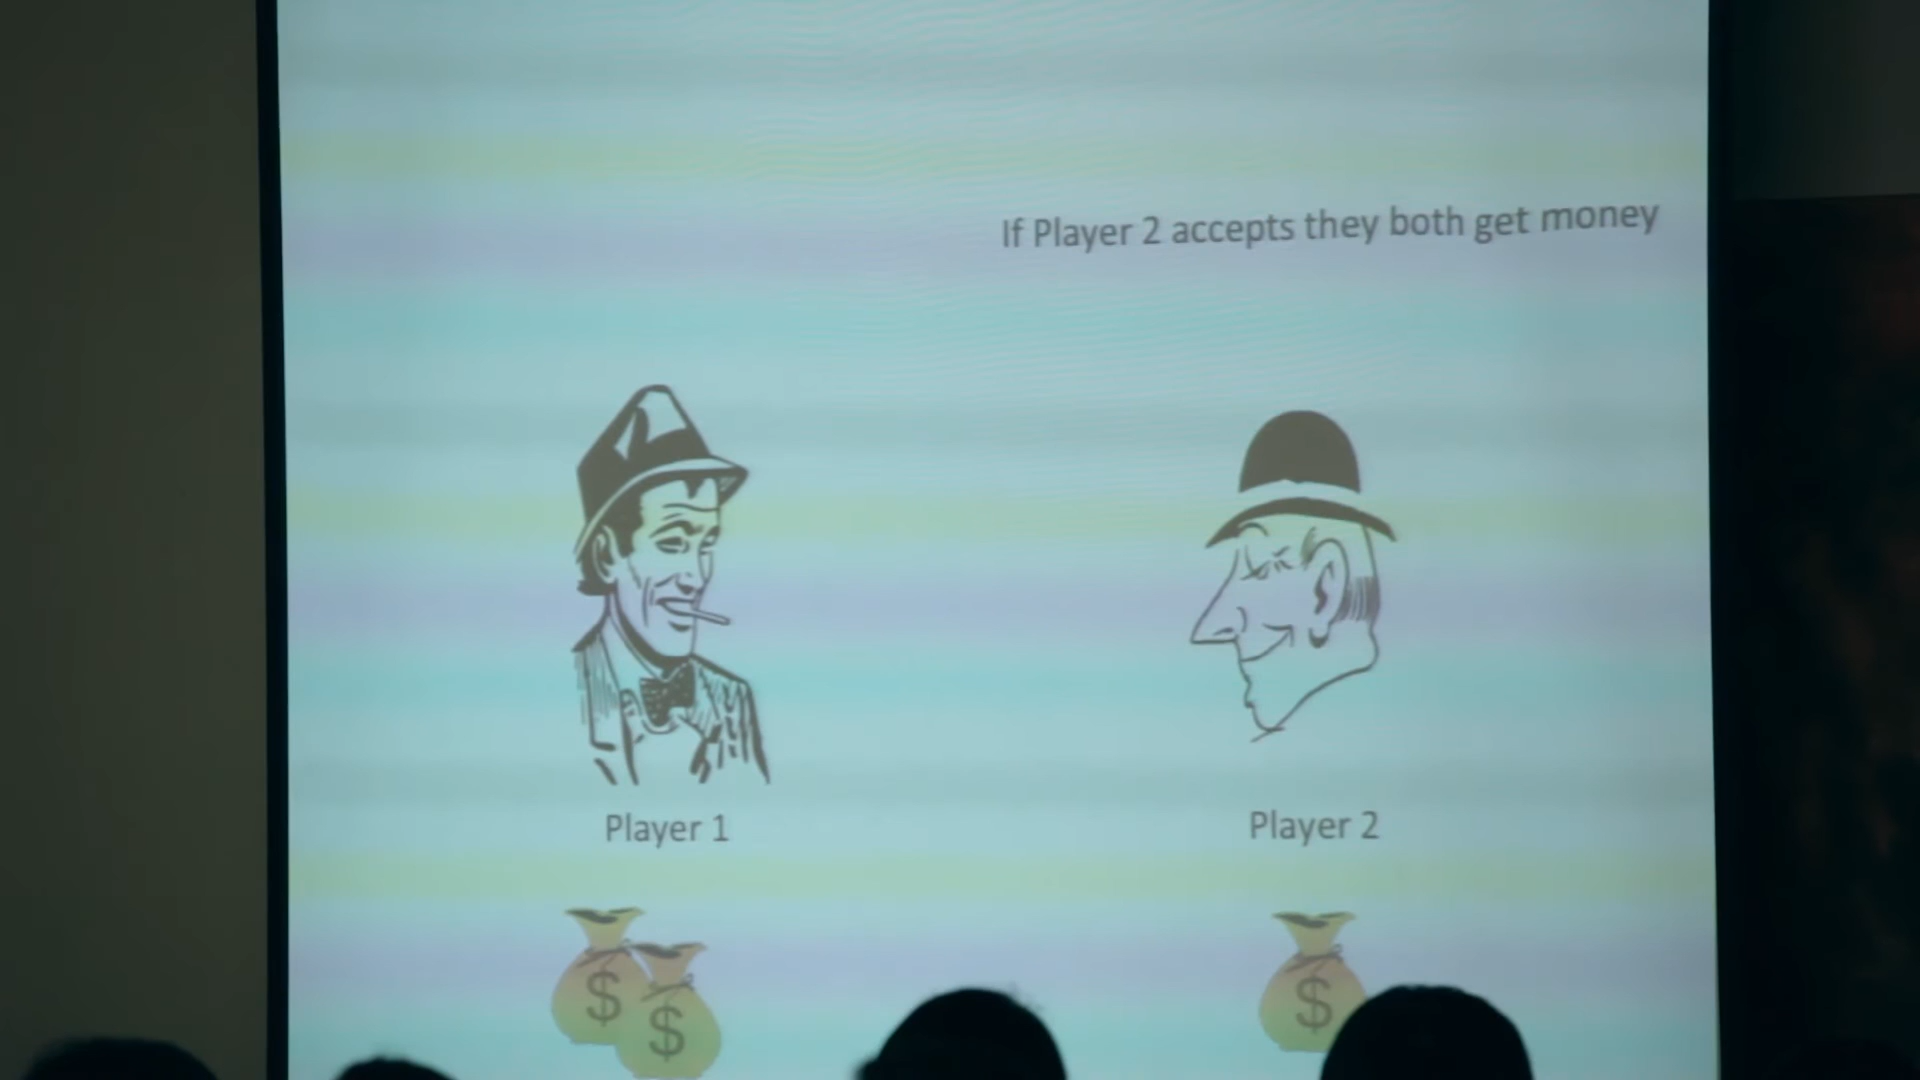 If Player 2 accepts they both get money
Player 1
Player 2
$
$
$